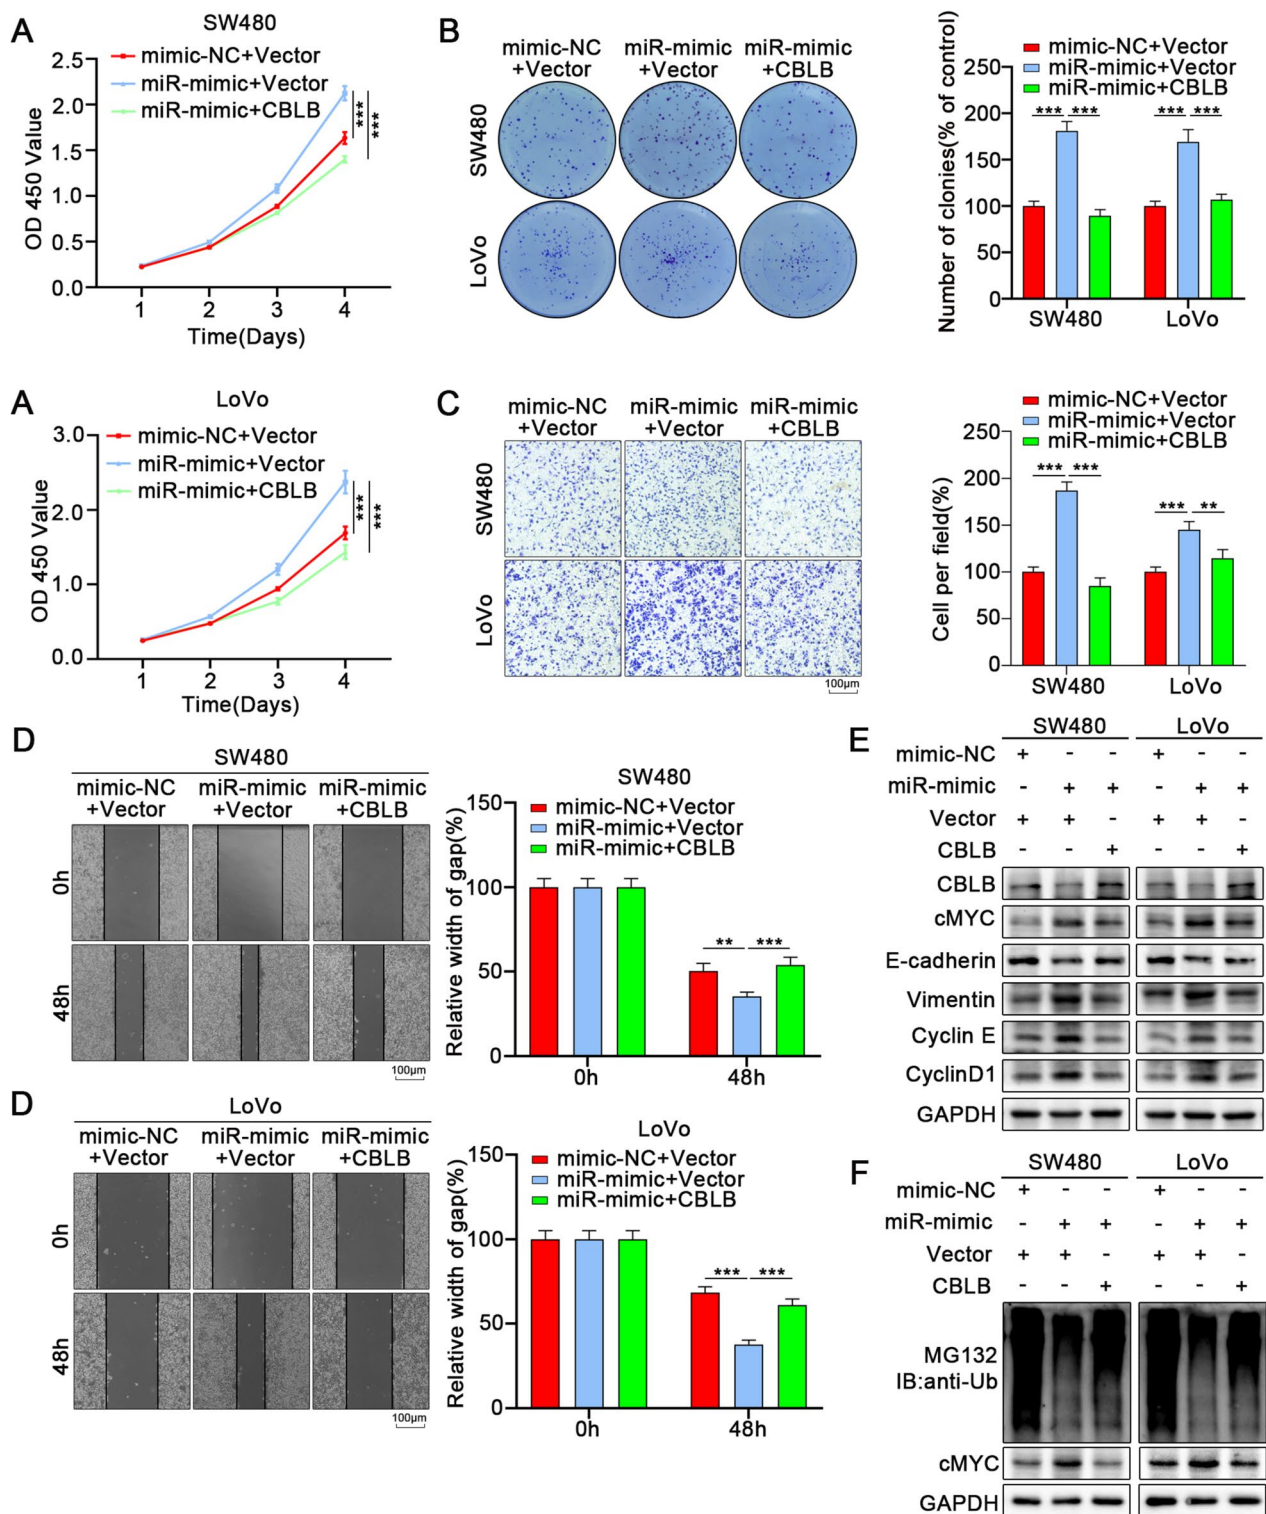 A
SW480
mimic-NC+Vector
miR-mimic+Vector
miR-mimic+CBLB
***
***
OD 450 Value
2.5
2.0
1.5
1.0
0.5
0.0
1 2 3 4
Time(Days)
B
mimic-NC +Vector
miR-mimic +Vector
miR-mimic +CBLB
SW480
LoVo
mimic-NC+Vector
miR-mimic+Vector
miR-mimic+CBLB
Number of clonies(% of control)
250
200
150
100
50
0
*** *** *** ***
SW480 LoVo
A
LoVo
mimic-NC+Vector
miR-mimic+Vector
miR-mimic+CBLB
***
***
OD 450 Value
3.0
2.0
1.0
0.0
1 2 3 4
Time(Days)
C
mimic-NC +Vector
miR-mimic +Vector
miR-mimic +CBLB
SW480
LoVo
100μm
mimic-NC+Vector
miR-mimic+Vector
miR-mimic+CBLB
Cell per field(%)
250
200
150
100
50
0
*** *** *** **
SW480 LoVo
D
SW480
mimic-NC +Vector
miR-mimic +Vector
miR-mimic +CBLB
0h
48h
100μm
SW480
mimic-NC+Vector
miR-mimic+Vector
miR-mimic+CBLB
Relative width of gap(%)
150
100
50
0
** ***
0h 48h
D
LoVo
mimic-NC +Vector
miR-mimic +Vector
miR-mimic +CBLB
0h
48h
100μm
LoVo
mimic-NC+Vector
miR-mimic+Vector
miR-mimic+CBLB
Relative width of gap(%)
150
100
50
0
*** ***
0h 48h
E
SW480 LoVo
mimic-NC + - - + - -
miR-mimic - + + - + +
Vector + + - + + -
CBLB - - + - - +
CBLB
cMYC
E-cadherin
Vimentin
Cyclin E
CyclinD1
GAPDH
F
SW480 LoVo
mimic-NC + - - + - -
miR-mimic - + + - + +
Vector + + - + + -
CBLB - - + - - +
MG132
IB:anti-Ub
cMYC
GAPDH